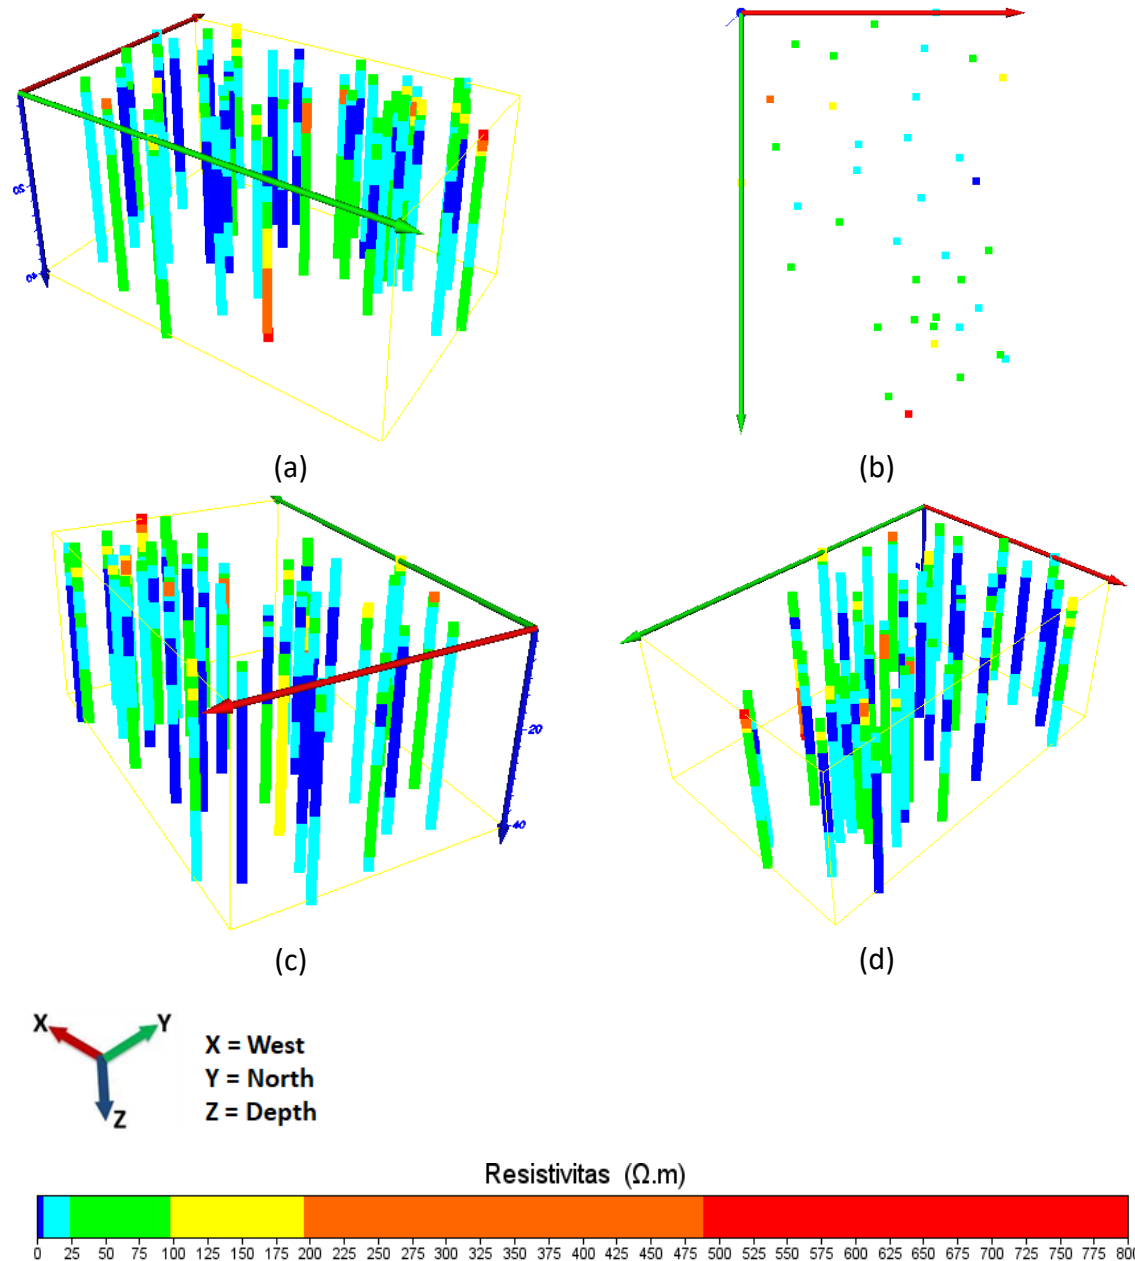 20
40
(a)
(b)
20
40
(c)
(d)
X
Y
Z
X = West
Y = North
Z = Depth
Resistivitas (Ω.m)
0 25 50 75 100 125 150 175 200 225 250 275 300 325 350 375 400 425 450 475 500 525 550 575 600 625 650 675 700 725 750 775 800